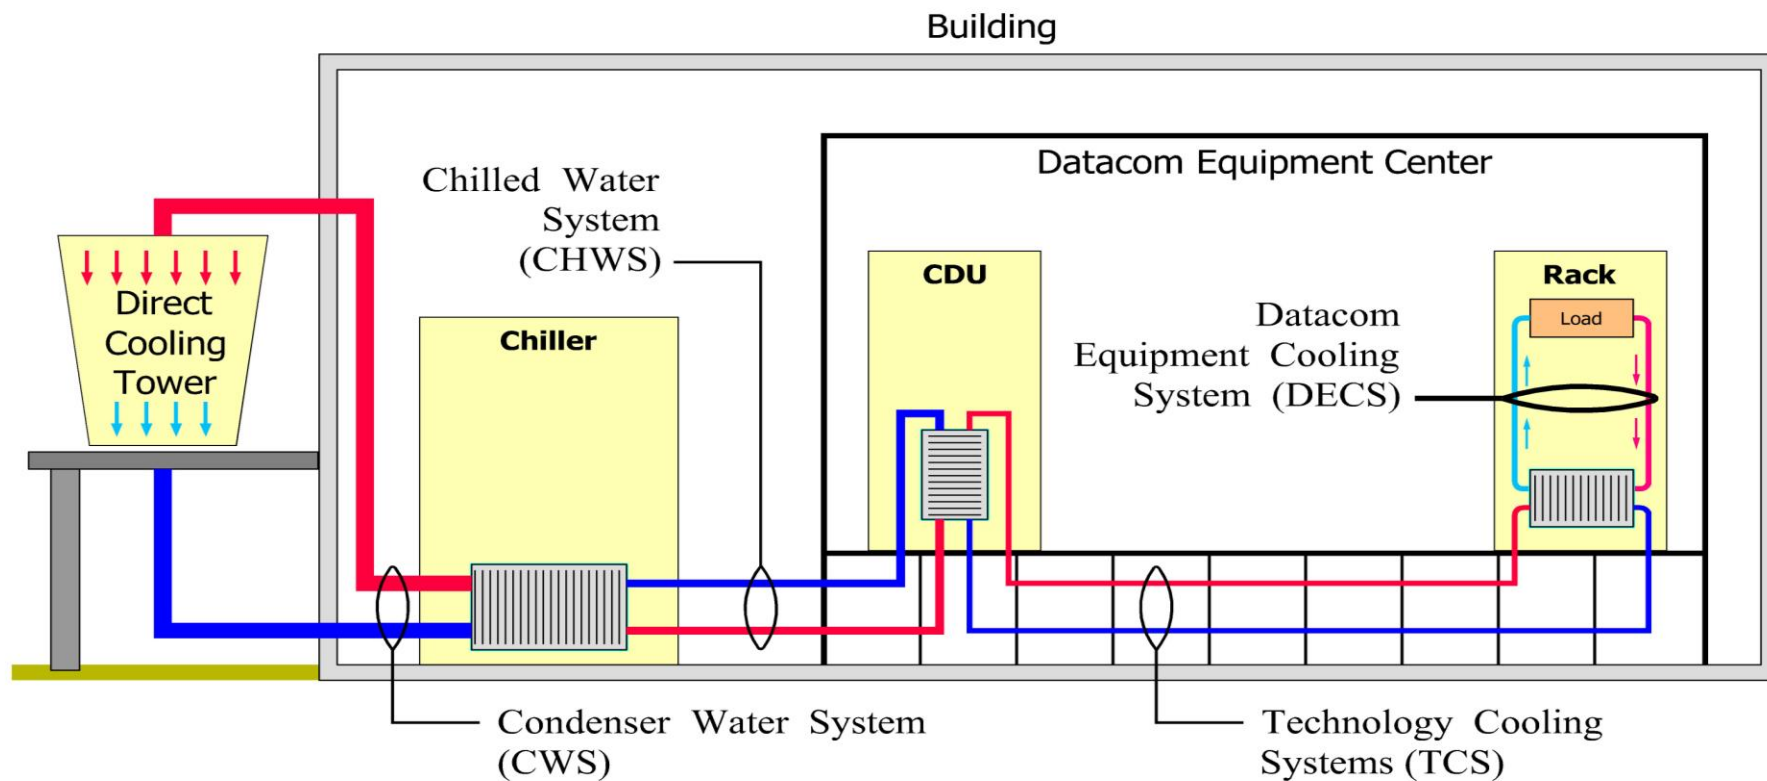 Building
Datacom Equipment Center
Chilled Water
System
(CHWS)
Direct
Cooling
Tower
Chiller
CDU
Rack
Load
Datacom
Equipment Cooling
System (DECS)
Condenser Water System
(CWS)
Technology Cooling
Systems (TCS)